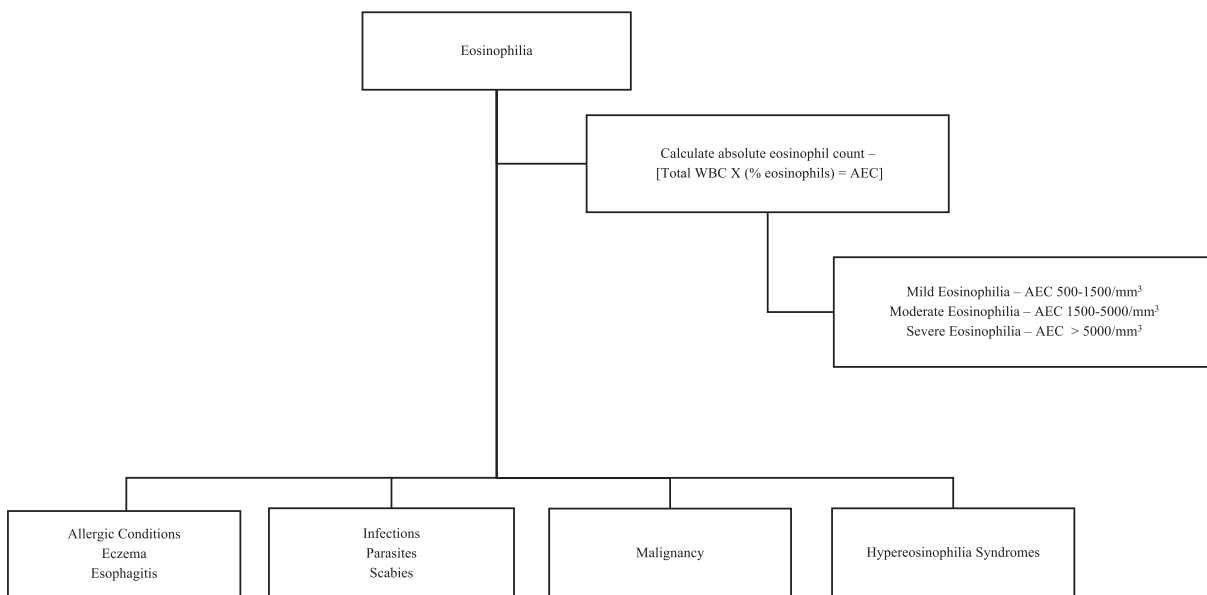 Eosinophilia
Calculate absolute eosinophil count –
[Total WBC X (% eosinophils) = AEC]
Mild Eosinophilia – AEC 500-1500/mm³
Moderate Eosinophilia – AEC 1500-5000/mm³
Severe Eosinophilia – AEC > 5000/mm³
Allergic Conditions
Eczema
Esophagitis
Infections
Parasites
Scabies
Malignancy
Hypereosinophilia Syndromes